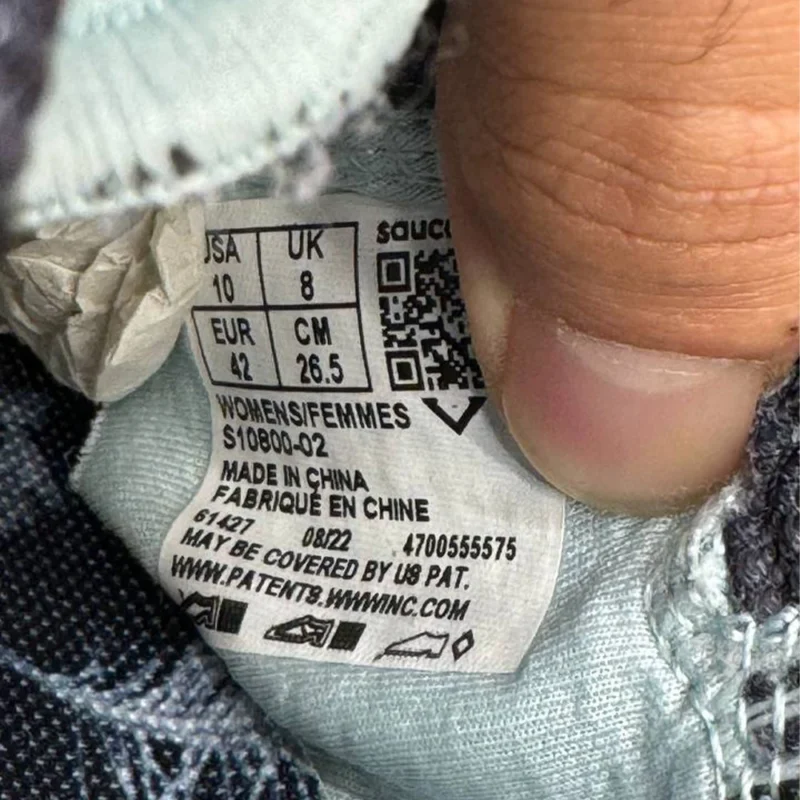 USA UK
10 8
EUR CM
42 26.5
WOMENS/FEMMES
S10800-02
MADE IN CHINA
FABRIQUÉ EN CHINE
61427 08/22 4700555575
MAY BE COVERED BY US PAT.
WWW.PATENTS.WWWINC.COM